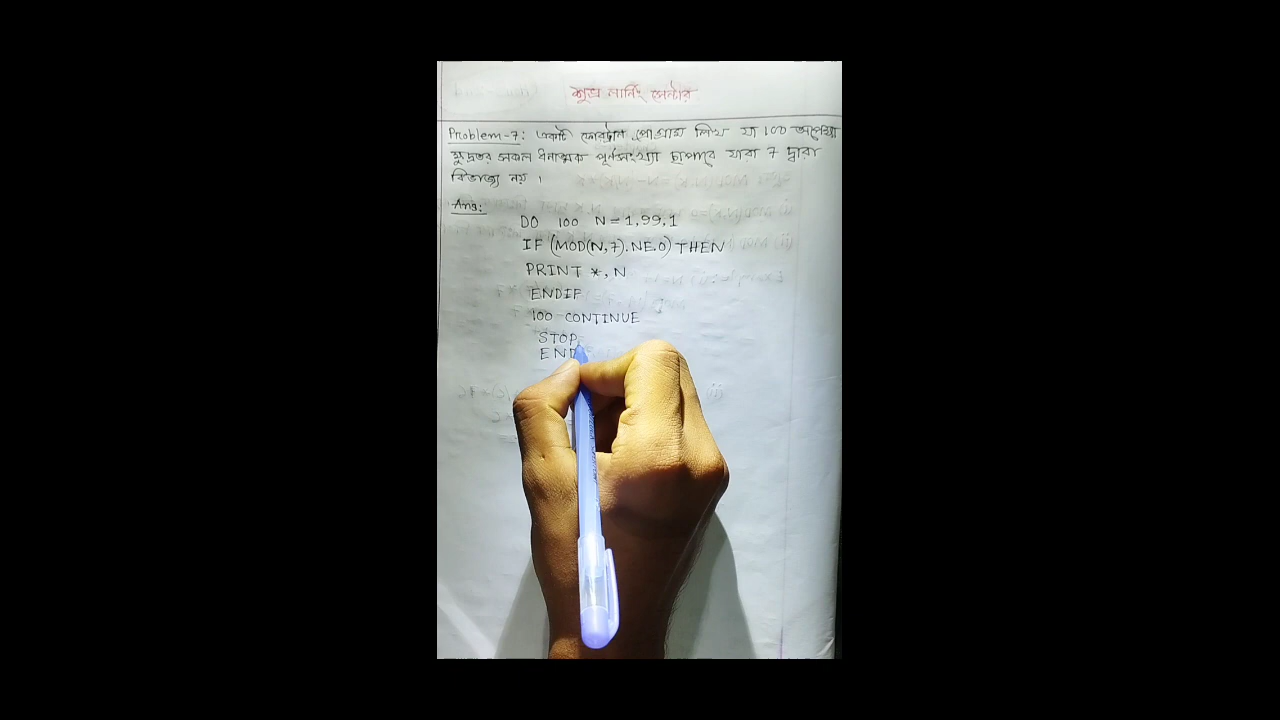 শুভ্র লার্নিং সেন্টার
Problem-7: একটি ফোরট্রান প্রোগ্রাম লিখ যা 100 অপেক্ষা
ক্ষুদ্রতর সকল ধনাত্মক পূর্ণসংখ্যা ছাপাবে যারা 7 দ্বারা
বিভাজ্য নয় ।
Ans:
DO 100 N = 1,99,1
IF (MOD(N,7).NE.0) THEN
PRINT *, N
ENDIF
100 CONTINUE
STOP
END